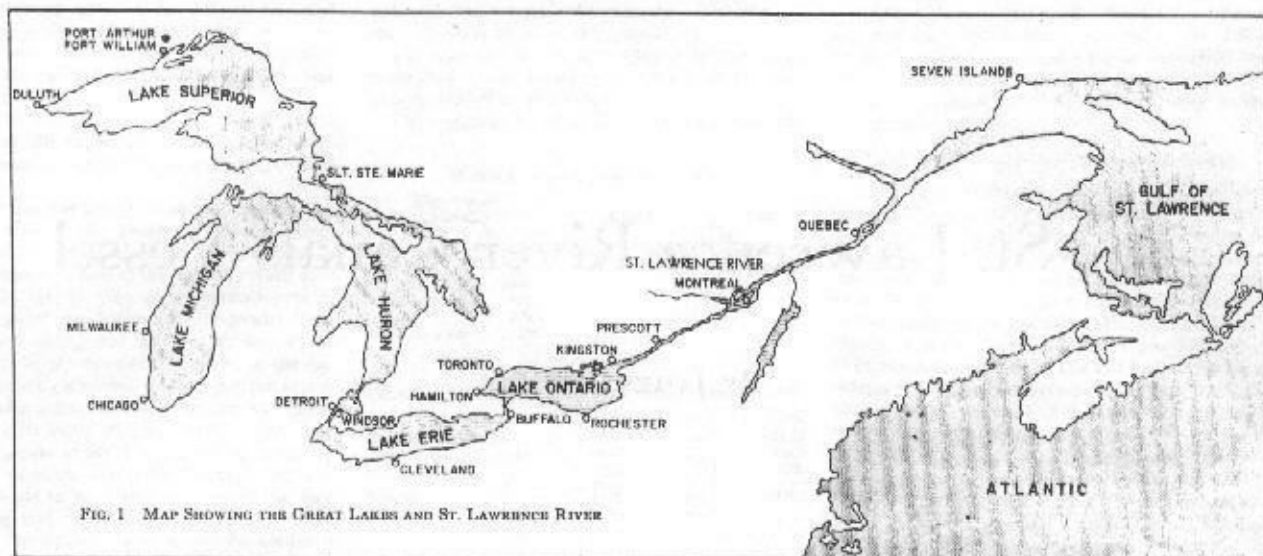 PORT ARTHUR
PORT WILLIAM
DULUTH
LAKE SUPERIOR
SLT. STE. MARIE
SEVEN ISLANDS
GULF OF
ST. LAWRENCE
QUEBEC
ST. LAWRENCE RIVER
MONTREAL
LAKE MICHIGAN
LAKE HURON
MILWAUKEE
PRESCOTT
KINGSTON
TORONTO
LAKE ONTARIO
HAMILTON
CHICAGO
DETROIT
WINDSOR
BUFFALO
ROCHESTER
LAKE ERIE
CLEVELAND
ATLANTIC
FIG. 1 MAP SHOWING THE GREAT LAKES AND ST. LAWRENCE RIVER